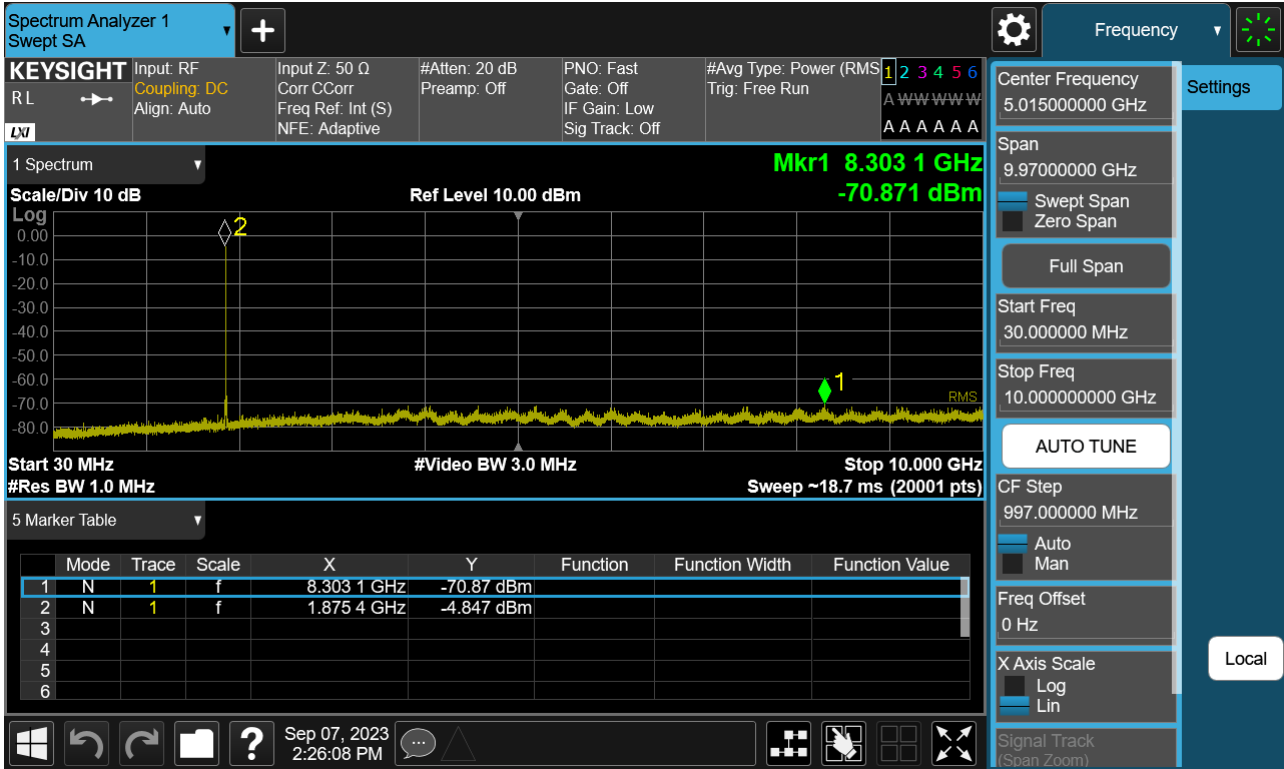 Spectrum Analyzer 1
Swept SA
Frequency
KEYSIGHT
RL
LXI
Input: RF
Coupling: DC
Align: Auto
Input Z: 50 Ω
Corr CCorr
Freq Ref: Int (S)
NFE: Adaptive
#Atten: 20 dB
Preamp: Off
PNO: Fast
Gate: Off
IF Gain: Low
Sig Track: Off
#Avg Type: Power (RMS
Trig: Free Run
1 2 3 4 5 6
A W W W W W
A A A A A A
1 Spectrum
Mkr1 8.303 1 GHz
-70.871 dBm
Scale/Div 10 dB
Ref Level 10.00 dBm
Log
0.00
-10.0
-20.0
-30.0
-40.0
-50.0
-60.0
-70.0
-80.0
2
1
RMS
Start 30 MHz
#Video BW 3.0 MHz
Stop 10.000 GHz
#Res BW 1.0 MHz
Sweep ~18.7 ms (20001 pts)
5 Marker Table
Mode Trace Scale X Y Function Function Width Function Value
1 N 1 f 8.303 1 GHz -70.87 dBm
2 N 1 f 1.875 4 GHz -4.847 dBm
3
4
5
6
Sep 07, 2023
2:26:08 PM
Center Frequency
5.015000000 GHz
Span
9.97000000 GHz
Swept Span
Zero Span
Full Span
Start Freq
30.000000 MHz
Stop Freq
10.000000000 GHz
AUTO TUNE
CF Step
997.000000 MHz
Auto
Man
Freq Offset
0 Hz
X Axis Scale
Log
Lin
Signal Track
(Span Zoom)
Settings
Local